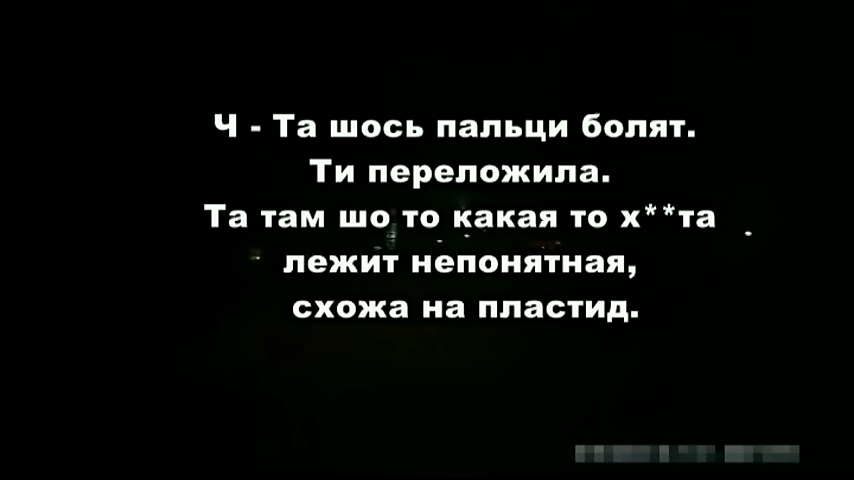 Ч - Та шось пальци болят.
Ти переложила.
Та там шо то какая то х**та
лежит непонятная,
схожа на пластид.